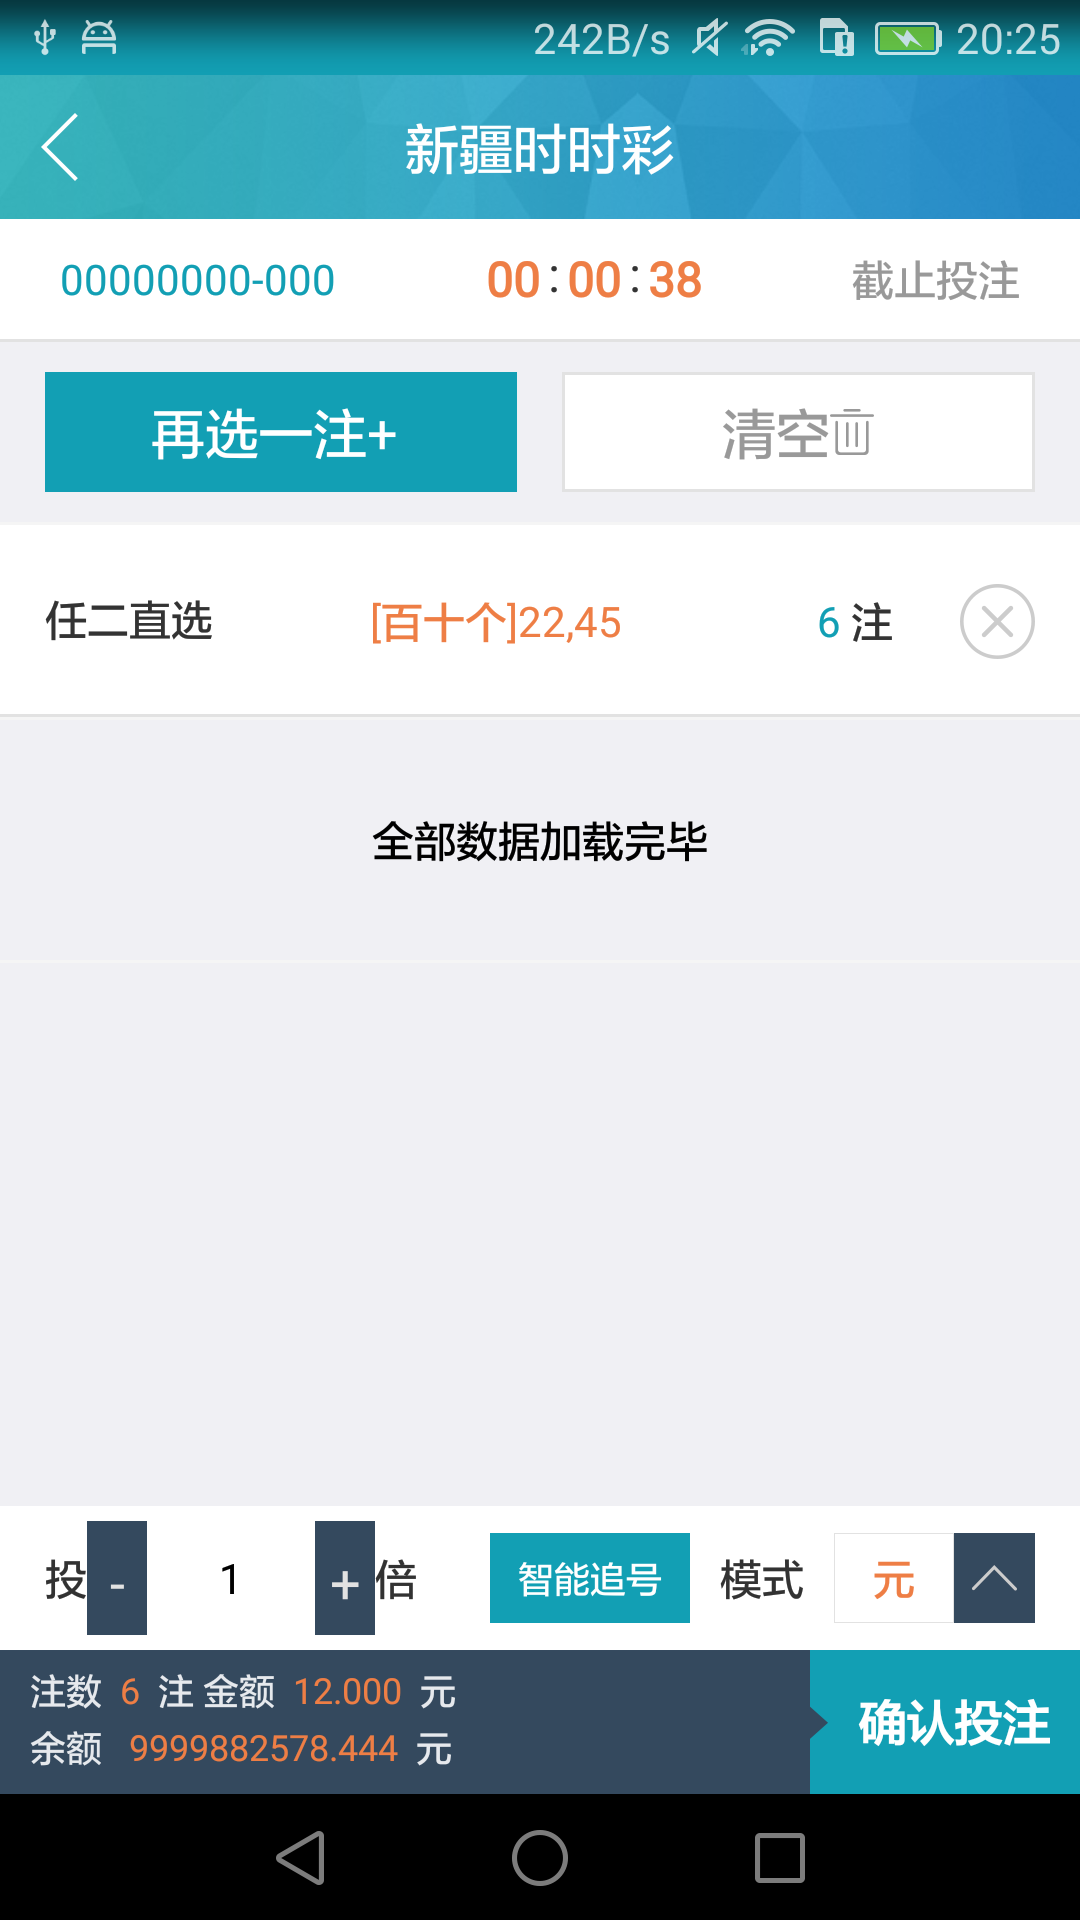 242B/s 20:25
新疆时时彩
00000000-000 00:00:38 截止投注
再选一注+ 清空
任二直选 [百十个]22,45 6 注
全部数据加载完毕
投 - 1 + 倍 智能追号 模式 元
注数 6 注 金额 12.000 元
余额 9999882578.444 元
确认投注